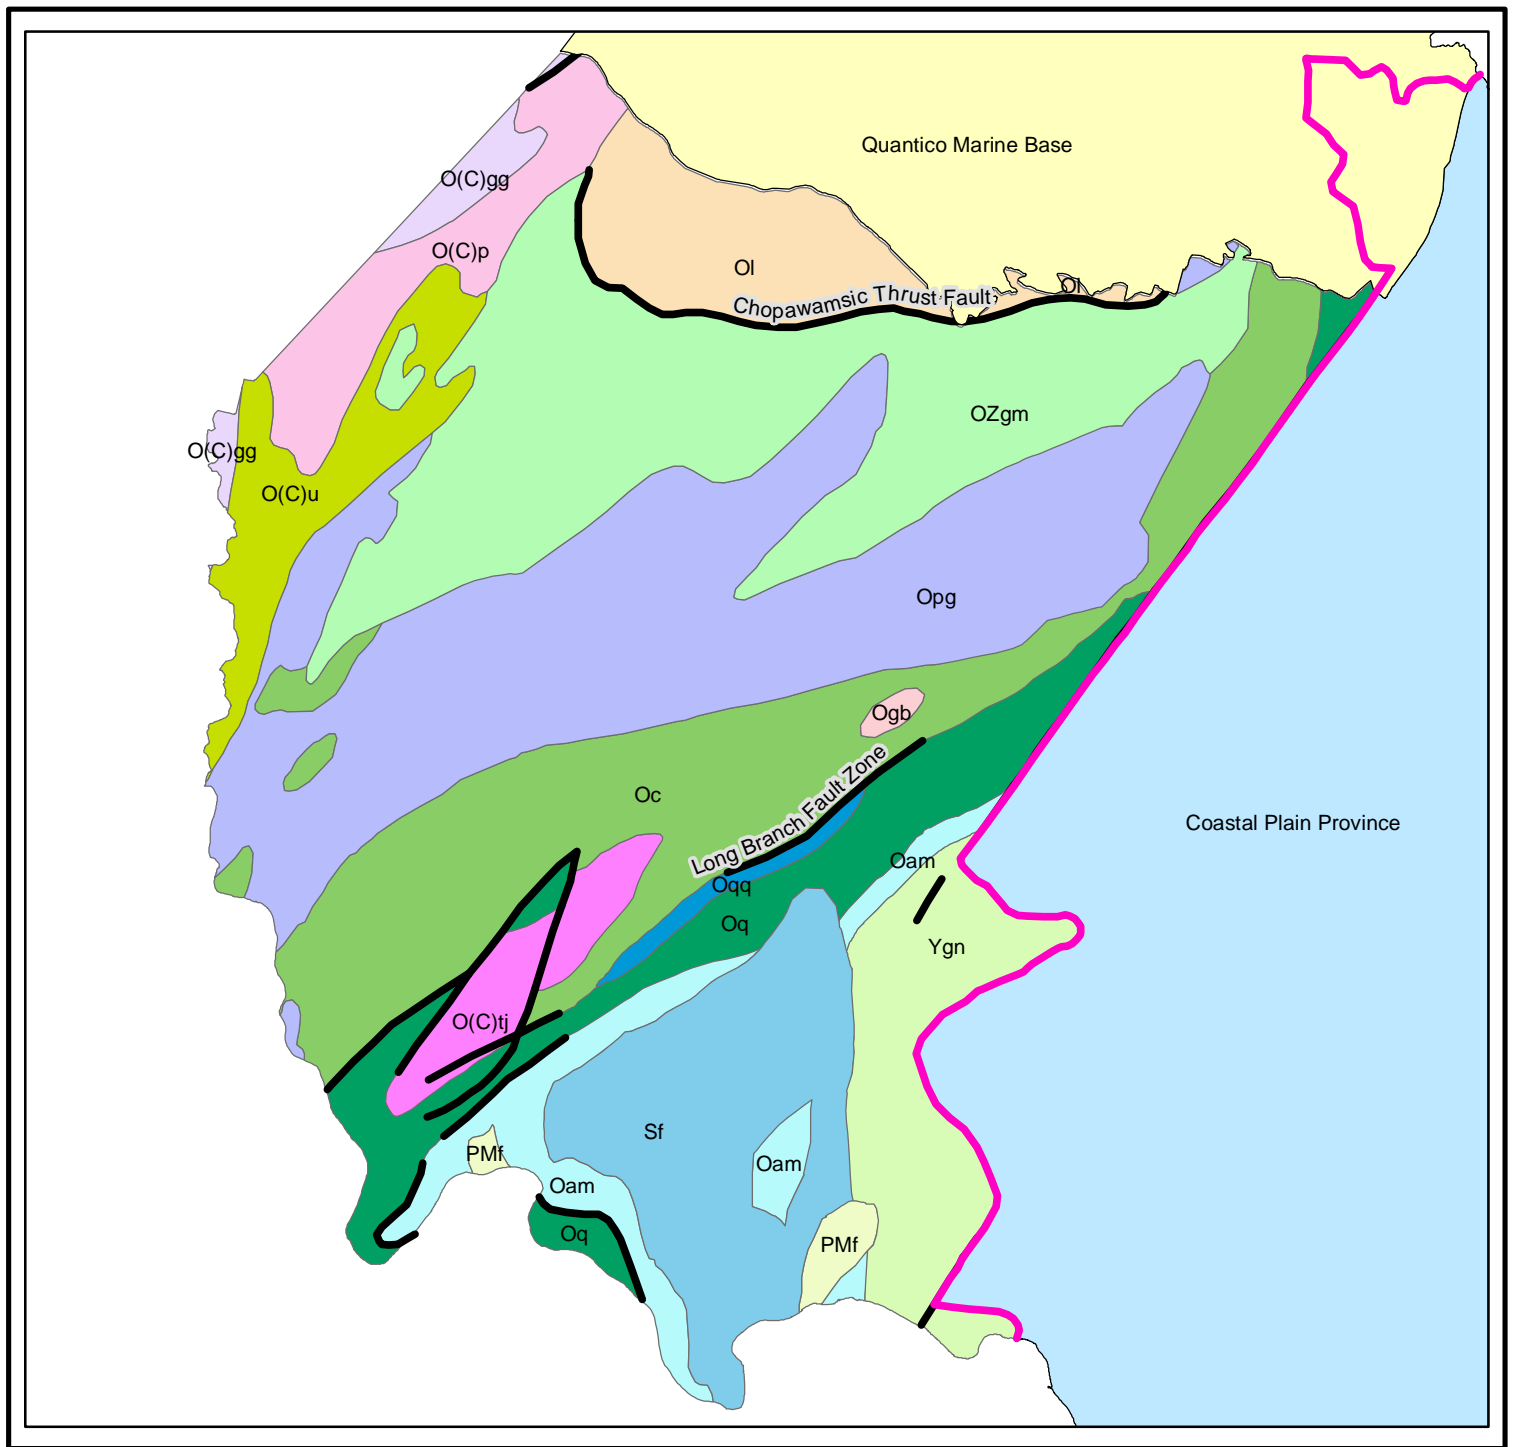 Quantico Marine Base
O(C)gg
O(C)p
Ol
Ol
Chopawamsic Thrust Fault
OZgm
O(C)gg
O(C)u
Opg
Ogb
Long Branch Fault Zone
Oc
Coastal Plain Province
Oam
Oqq
Oq
Ygn
O(C)tj
Sf
PMf
Oam
Oam
Oq
PMf